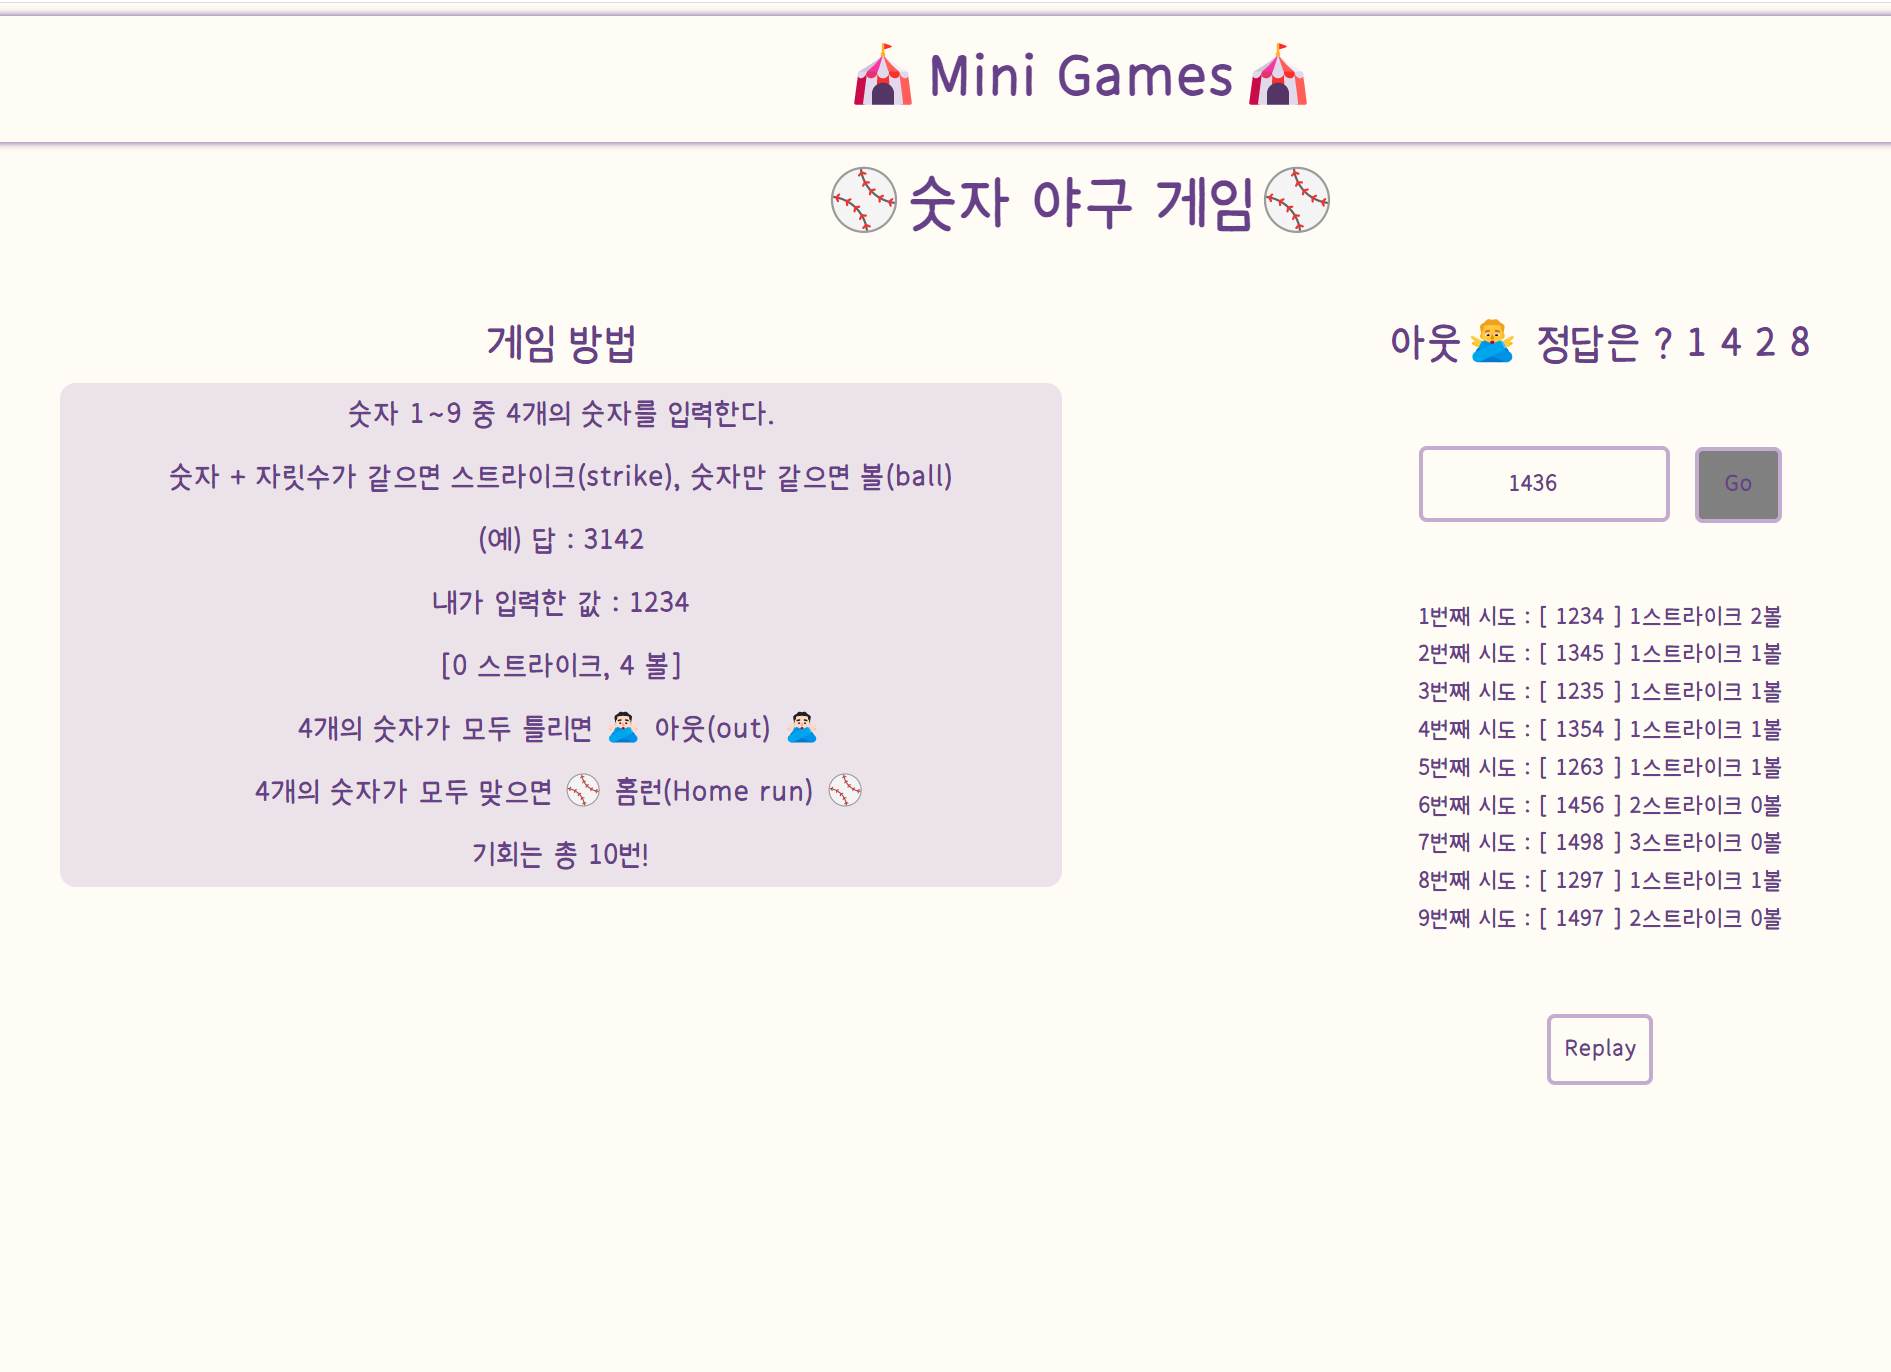 Mini Games
숫자 야구 게임
게임 방법
숫자 1~9 중 4개의 숫자를 입력한다.
숫자 + 자릿수가 같으면 스트라이크(strike), 숫자만 같으면 볼(ball)
(예) 답 : 3142
내가 입력한 값 : 1234
[0 스트라이크, 4 볼]
4개의 숫자가 모두 틀리면 🙅🏻‍♂️ 아웃(out) 🙅🏻‍♂️
4개의 숫자가 모두 맞으면 ⚾ 홈런(Home run) ⚾
기회는 총 10번!
아웃🙅‍♂️ 정답은 ? 1 4 2 8
1436
Go
1번째 시도 : [ 1234 ] 1스트라이크 2볼
2번째 시도 : [ 1345 ] 1스트라이크 1볼
3번째 시도 : [ 1235 ] 1스트라이크 1볼
4번째 시도 : [ 1354 ] 1스트라이크 1볼
5번째 시도 : [ 1263 ] 1스트라이크 1볼
6번째 시도 : [ 1456 ] 2스트라이크 0볼
7번째 시도 : [ 1498 ] 3스트라이크 0볼
8번째 시도 : [ 1297 ] 1스트라이크 1볼
9번째 시도 : [ 1497 ] 2스트라이크 0볼
Replay